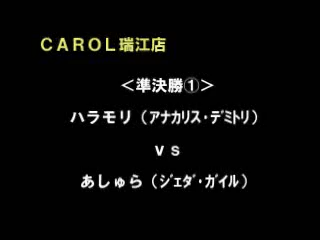 ＣＡＲＯＬ瑞江店
＜準決勝①＞
ハラモリ（ｱﾅｶﾘｽ・ﾃﾞﾐﾄﾘ）
ｖｓ
あしゅら（ｼﾞｪﾀﾞ・ｶﾞｲﾙ）